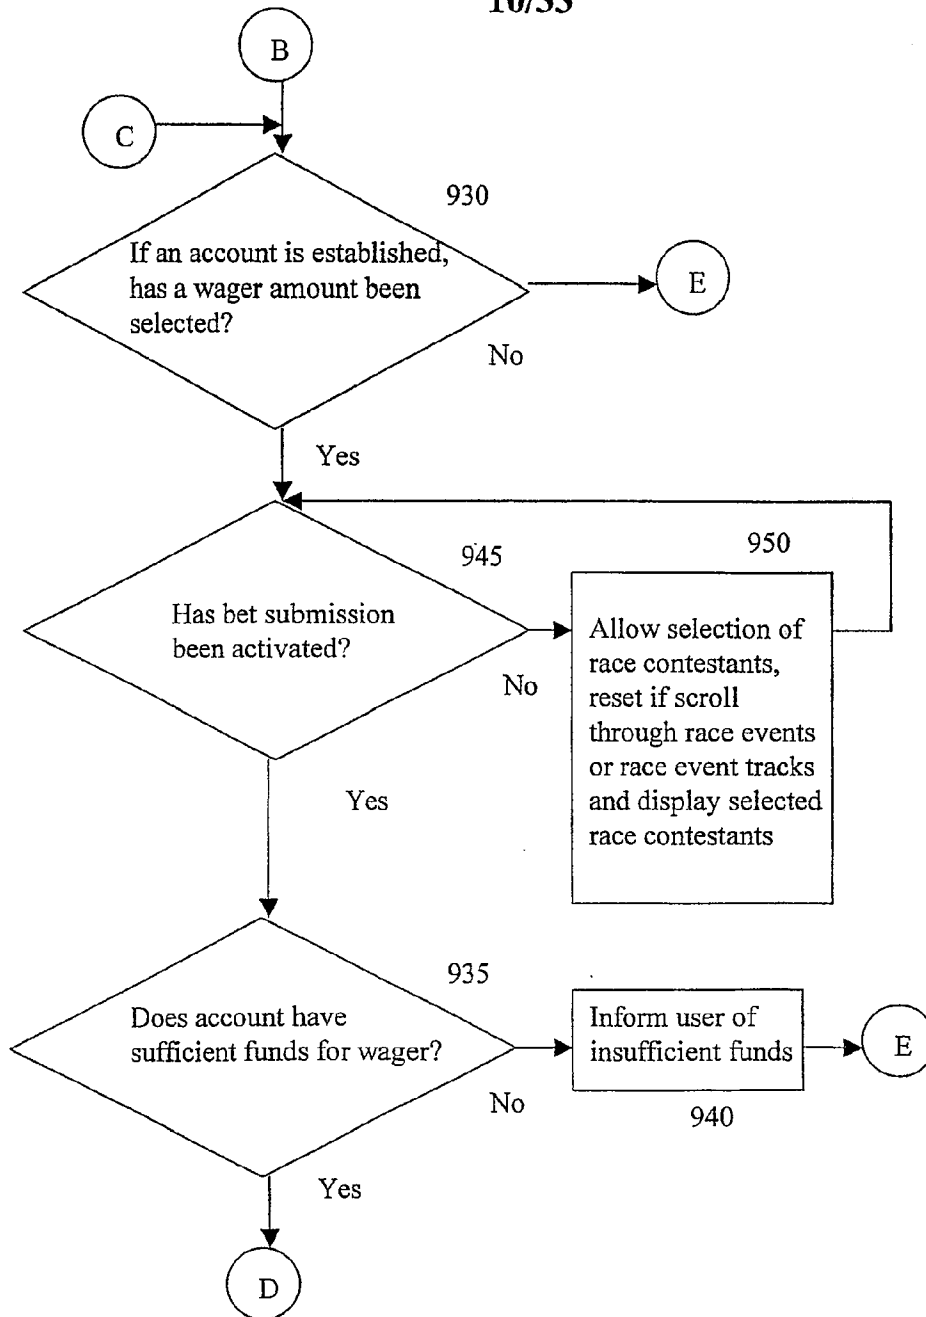 10/33
B
C
930
If an account is established,
has a wager amount been
selected?
E
No
Yes
945
950
Has bet submission
been activated?
No
Allow selection of
race contestants,
reset if scroll
through race events
or race event tracks
and display selected
race contestants
Yes
935
Does account have
sufficient funds for wager?
No
Inform user of
insufficient funds
E
940
Yes
D